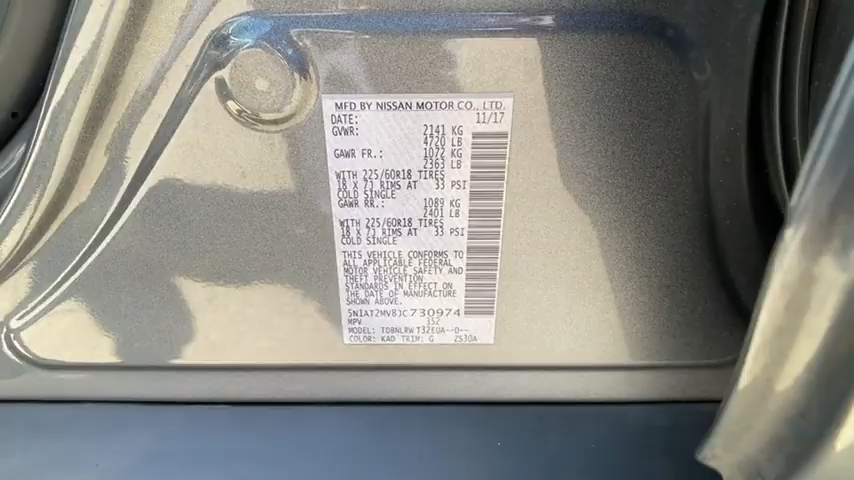 MFD BY NISSAN MOTOR CO., LTD.
DATE: 11/17
GVWR: 2141 KG
4720 LB
GAWR FR.: 1072 KG
2363 LB
WITH 225/60R18 TIRES
18 X 7J RIMS AT 33 PSI
COLD SINGLE
GAWR RR.: 1089 KG
2401 LB
WITH 225/60R18 TIRES
18 X 7J RIMS AT 33 PSI
COLD SINGLE
THIS VEHICLE CONFORMS TO
ALL APPLICABLE FEDERAL
MOTOR VEHICLE SAFETY AND
THEFT PREVENTION
STANDARDS IN EFFECT ON
THE DATE OF MANUFACTURE
SHOWN ABOVE.
5N1AT2MV8JC730974
MPV 352
MODEL: TDBNLRW T32EUA--D--
COLOR: KAD TRIM: G ZS30A